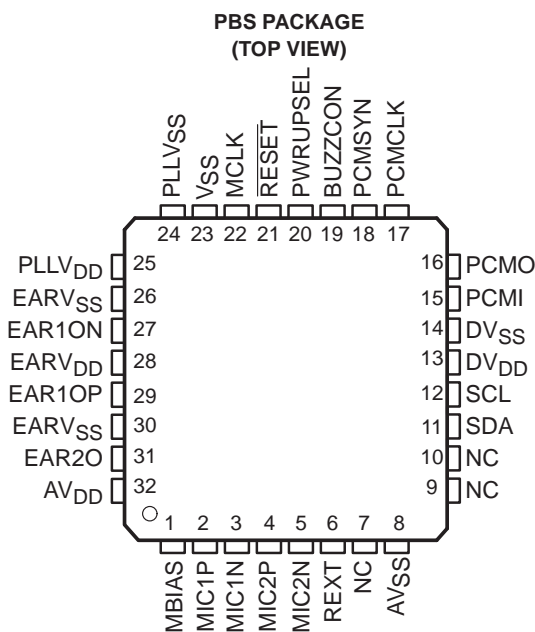 PBS PACKAGE
(TOP VIEW)
PLLVSS
VSS
MCLK
RESET
PWRUPSEL
BUZZCON
PCMSYN
PCMCLK
24 23 22 21 20 19 18 17
PLLVDD 25
EARVSS 26
EAR1ON 27
EARVDD 28
EAR1OP 29
EARVSS 30
EAR2O 31
AVDD 32
16 PCMO
15 PCMI
14 DVSS
13 DVDD
12 SCL
11 SDA
10 NC
9 NC
1 2 3 4 5 6 7 8
MBIAS
MIC1P
MIC1N
MIC2P
MIC2N
REXT
NC
AVSS